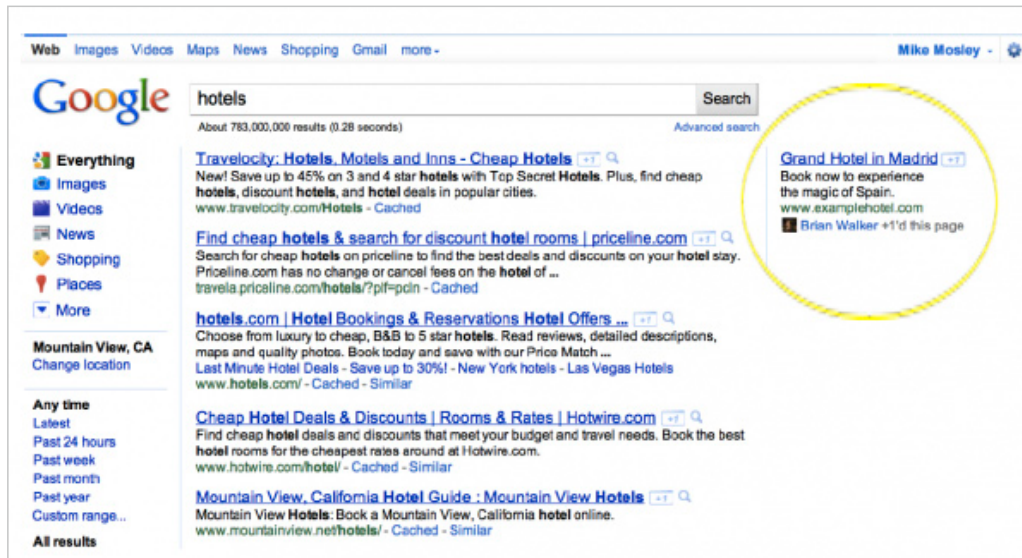 Web Images Videos Maps News Shopping Gmail more
Mike Mosley
Google
hotels
Search
About 783,000,000 results (0.28 seconds)
Advanced search
Everything
Images
Videos
News
Shopping
Places
More
Mountain View, CA
Change location
Any time
Latest
Past 24 hours
Past week
Past month
Past year
Custom range...
All results
Travelocity: Hotels, Motels and Inns - Cheap Hotels +1
New! Save up to 45% on 3 and 4 star hotels with Top Secret Hotels. Plus, find cheap
hotels, discount hotels, and hotel deals in popular cities.
www.travelocity.com/Hotels - Cached
Find cheap hotels & search for discount hotel rooms | priceline.com +1
Search for cheap hotels on priceline to find the best deals and discounts on your hotel stay.
Priceline.com has no change or cancel fees on the hotel of ...
travela.priceline.com/hotels/?plf=pcln - Cached
hotels.com | Hotel Bookings & Reservations Hotel Offers ... +1
Choose from luxury to cheap, B&B to 5 star hotels. Read reviews, detailed descriptions,
maps and quality photos. Book today and save with our Price Match ...
Last Minute Hotel Deals - Save up to 30%! - New York hotels - Las Vegas Hotels
www.hotels.com/ - Cached - Similar
Cheap Hotel Deals & Discounts | Rooms & Rates | Hotwire.com +1
Find cheap hotel deals and discounts that meet your budget and travel needs. Book the best
hotel rooms for the cheapest rates around at Hotwire.com.
www.hotwire.com/hotel/ - Cached - Similar
Mountain View, California Hotel Guide : Mountain View Hotels +1
Mountain View Hotels: Book a Mountain View, California hotel online.
www.mountainview.net/hotels/ - Cached - Similar
Grand Hotel in Madrid +1
Book now to experience
the magic of Spain.
www.examplehotel.com
Brian Walker +1'd this page